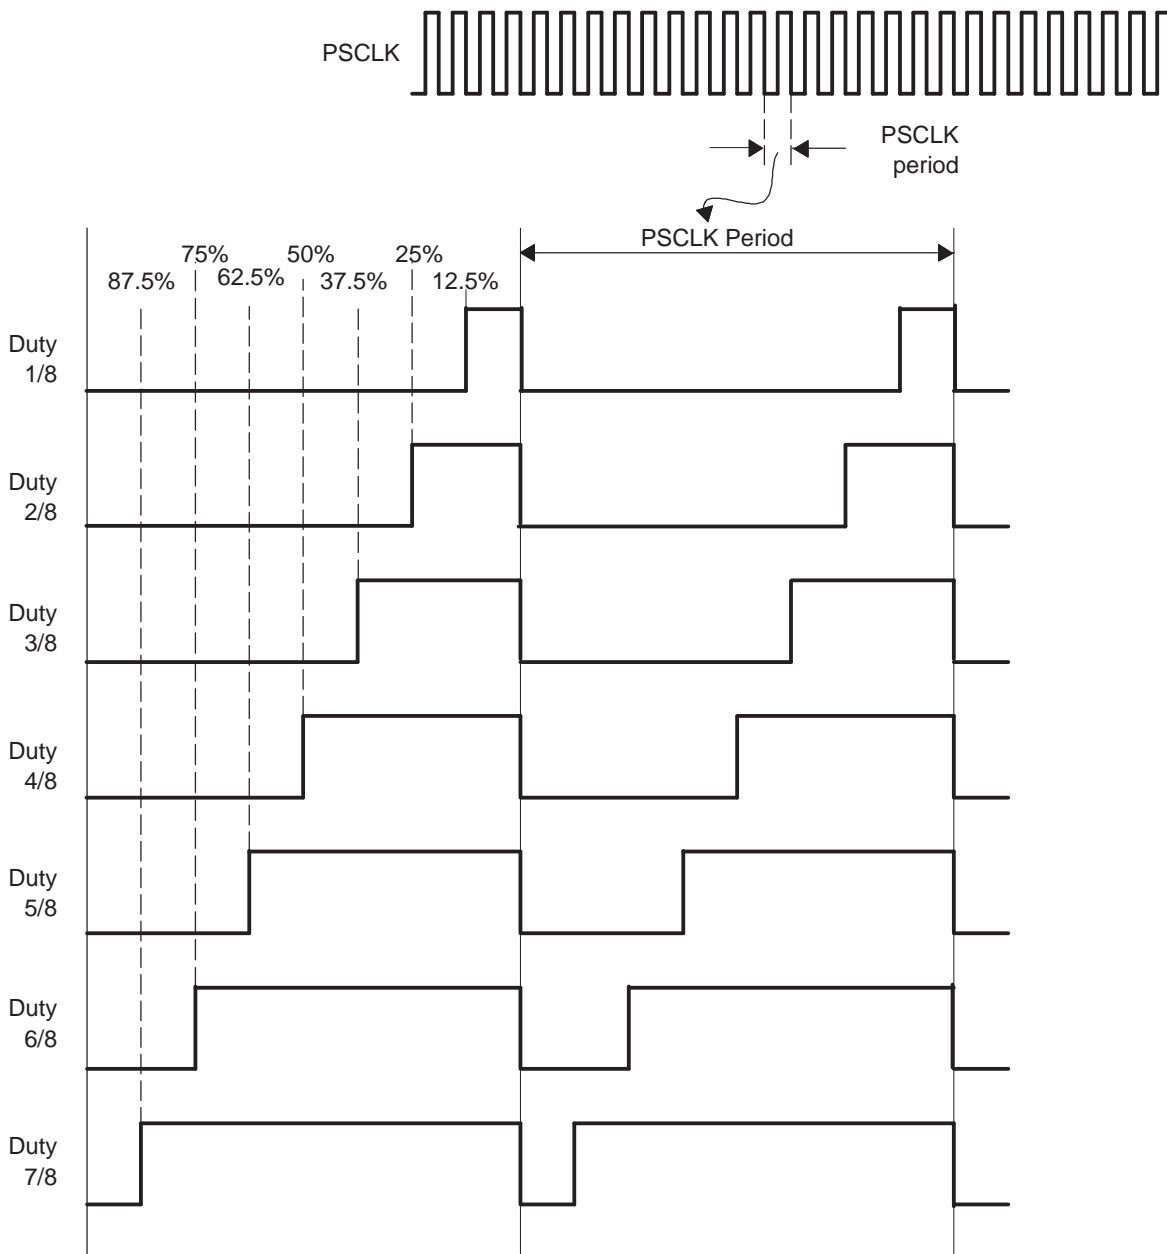 PSCLK
PSCLK
period
PSCLK Period
75%
50%
25%
87.5%
62.5%
37.5%
12.5%
Duty
1/8
Duty
2/8
Duty
3/8
Duty
4/8
Duty
5/8
Duty
6/8
Duty
7/8